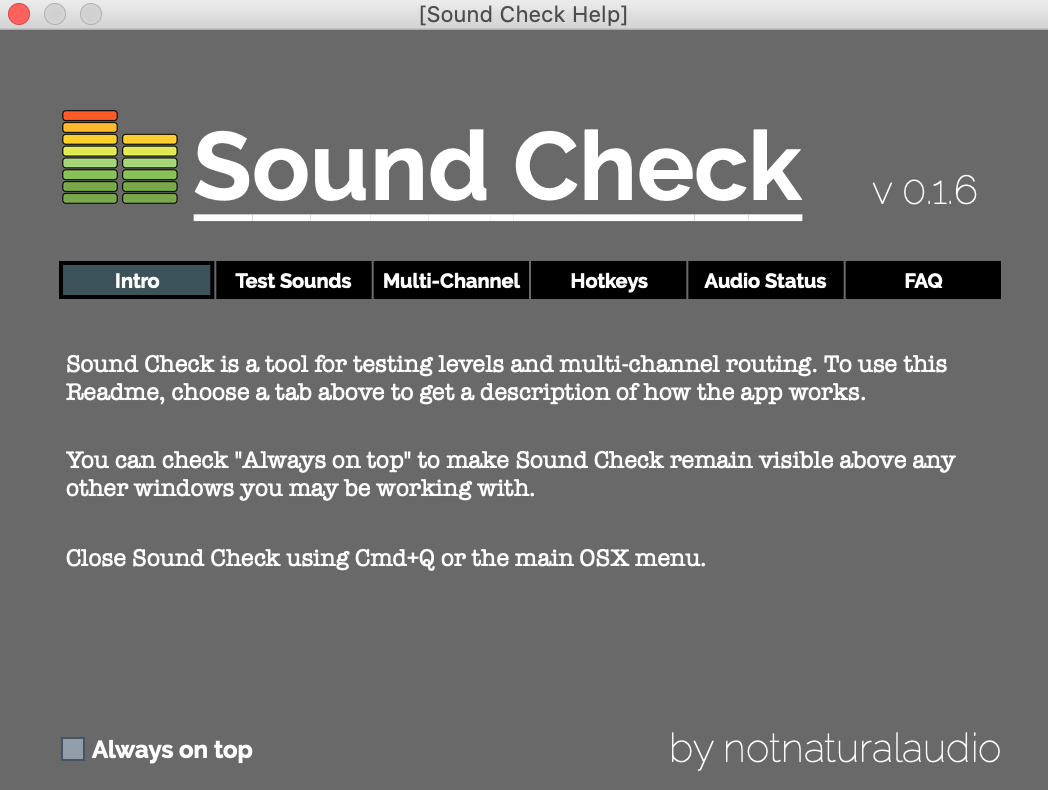 [Sound Check Help]
Sound Check
v 0.1.6
Intro
Test Sounds
Multi-Channel
Hotkeys
Audio Status
FAQ
Sound Check is a tool for testing levels and multi-channel routing. To use this
Readme, choose a tab above to get a description of how the app works.
You can check "Always on top" to make Sound Check remain visible above any
other windows you may be working with.
Close Sound Check using Cmd+Q or the main OSX menu.
Always on top
by notnaturalaudio